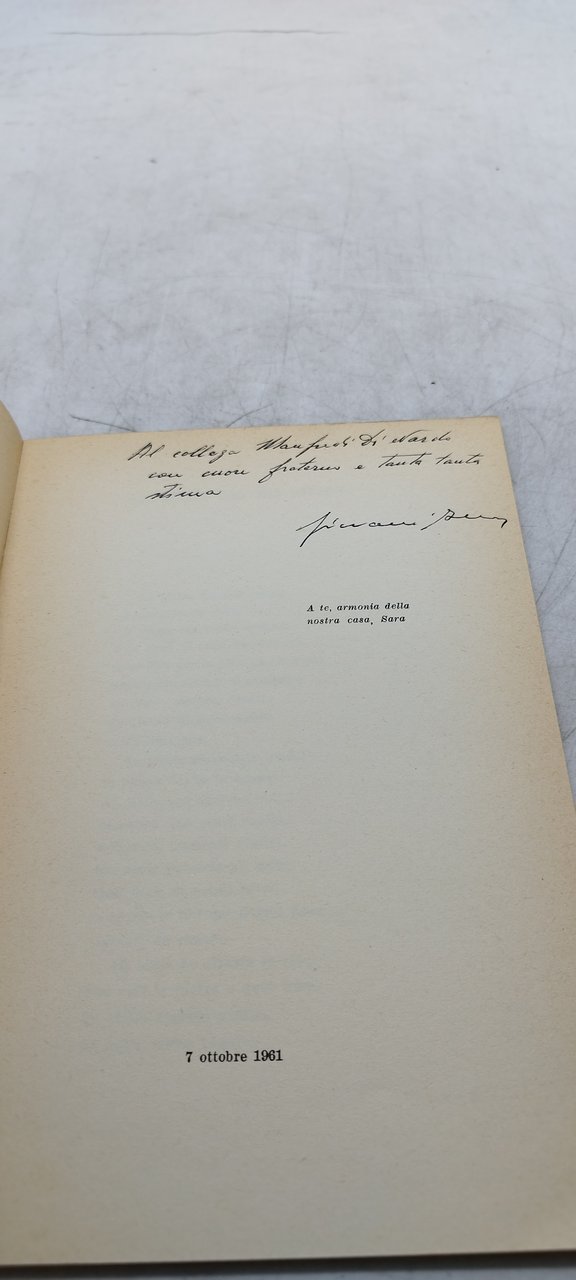 Al collega Manfredi Di Nardo
con cuore fraterno e tanta tanta
stima
Giovanni
A te, armonia della
nostra casa, Sara
7 ottobre 1961